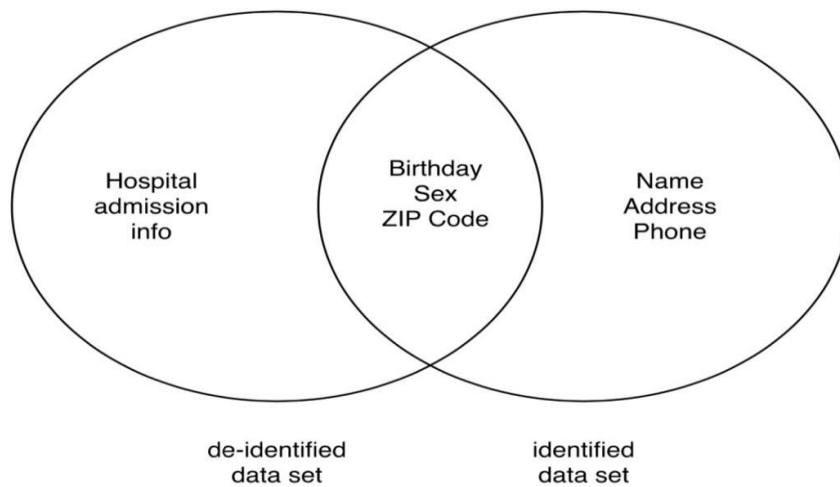 Hospital
admission
info
Birthday
Sex
ZIP Code
Name
Address
Phone
de-identified
data set
identified
data set